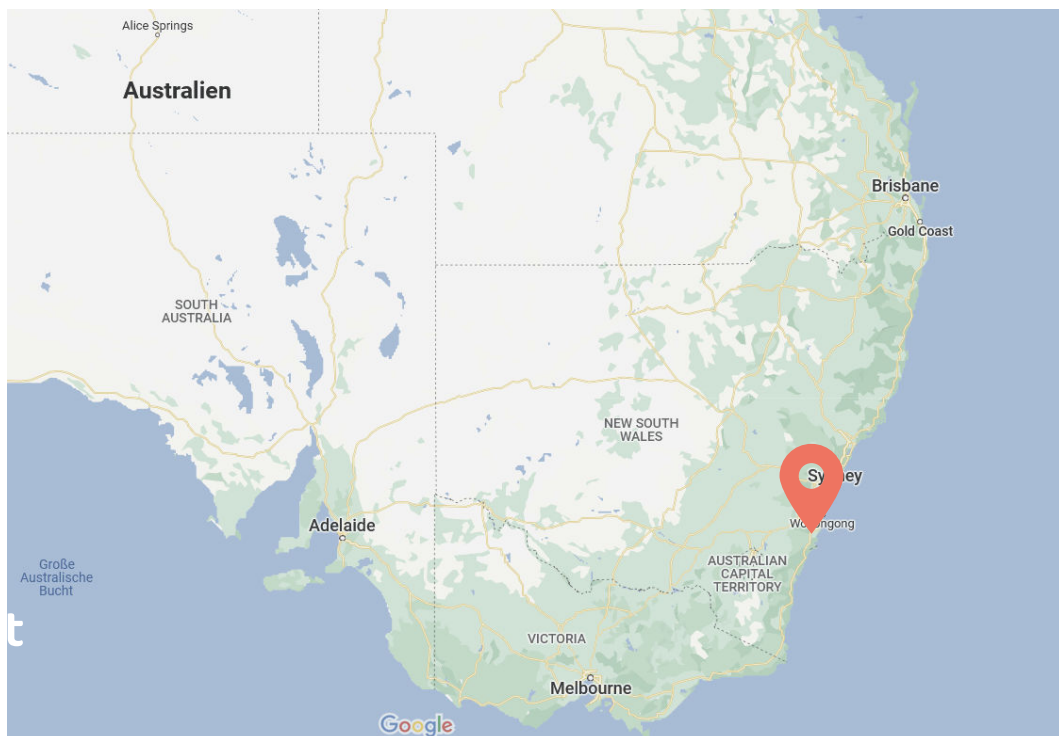 Alice Springs
Australien
Brisbane
Gold Coast
SOUTH
AUSTRALIA
NEW SOUTH
WALES
Sydney
Wollongong
Adelaide
AUSTRALIAN
CAPITAL
TERRITORY
Große
Australische
Bucht
t
VICTORIA
Melbourne
Google